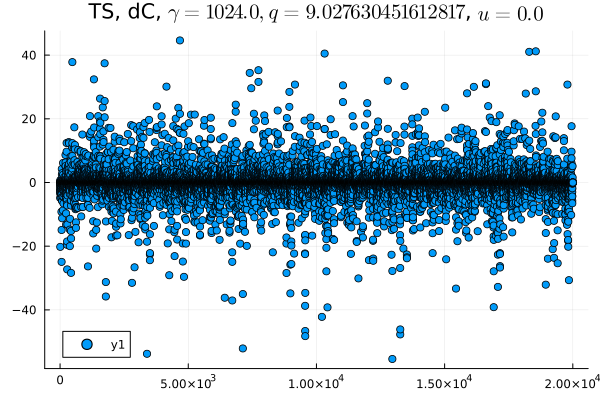 TS, dC, γ = 1024.0, q = 9.027630451612817, u = 0.0
40
20
0
−20
−40
y1
0 5.00×10³ 1.00×10⁴ 1.50×10⁴ 2.00×10⁴